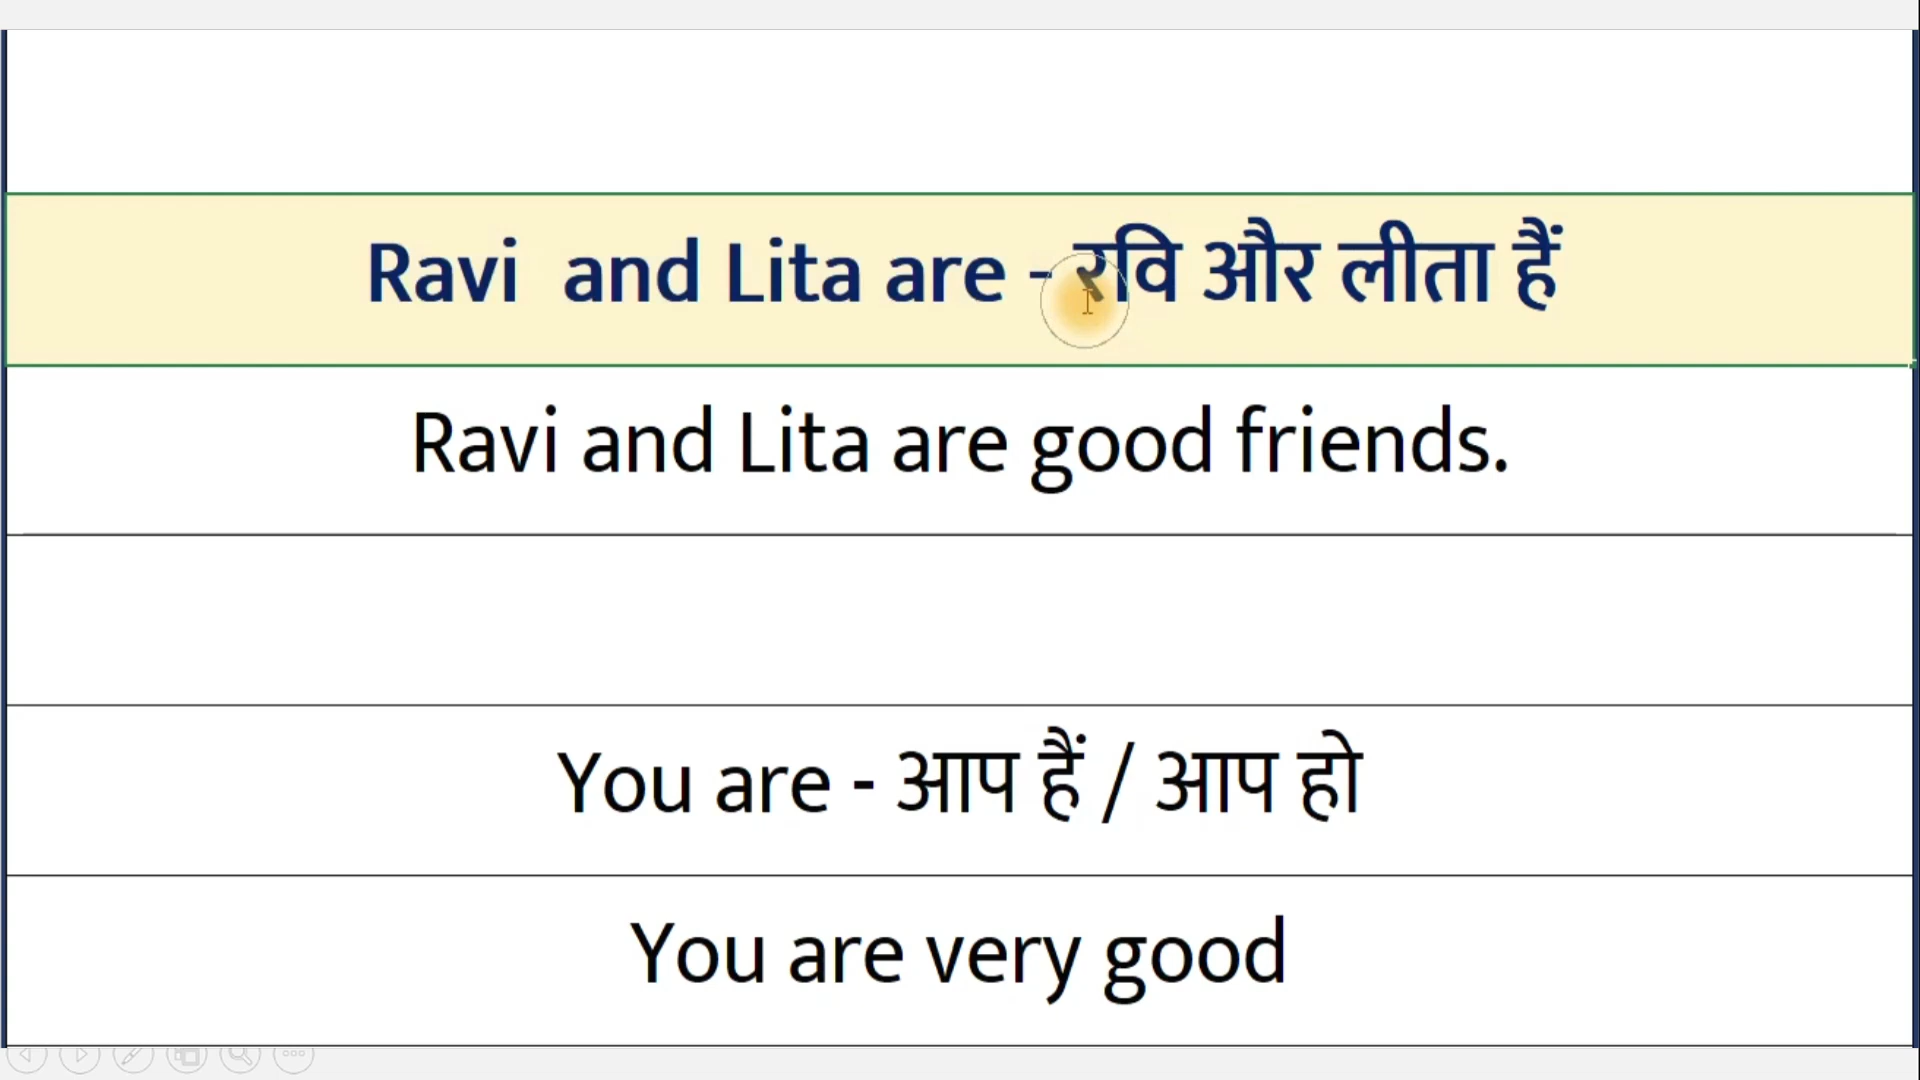 Ravi  and Lita are - रवि और लीता हैं
Ravi and Lita are good friends.
You are - आप हैं / आप हो
You are very good